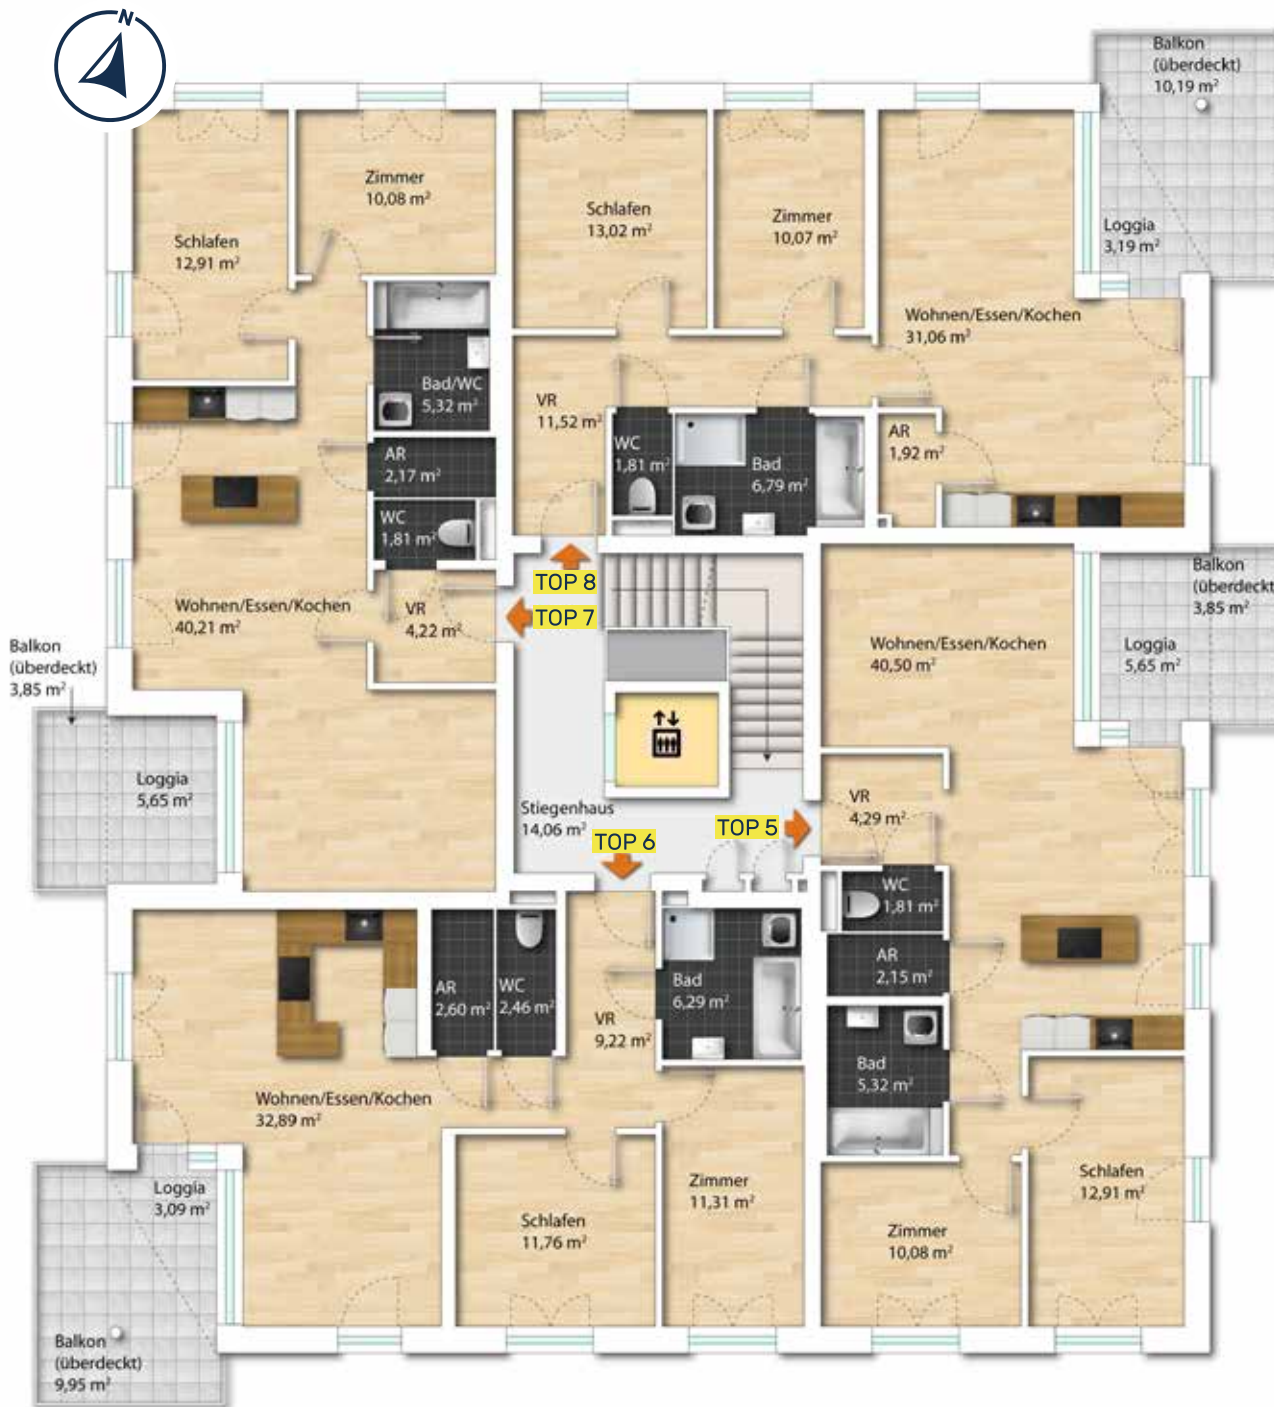 N
Balkon
(überdeckt)
10,19 m²
Zimmer
10,08 m²
Schlafen
13,02 m²
Zimmer
10,07 m²
Loggia
3,19 m²
Schlafen
12,91 m²
Wohnen/Essen/Kochen
31,06 m²
Bad/WC
5,32 m²
VR
11,52 m²
WC
1,81 m²
Bad
6,79 m²
AR
1,92 m²
AR
2,17 m²
WC
1,81 m²
TOP 8
TOP 7
Wohnen/Essen/Kochen
40,21 m²
VR
4,22 m²
Balkon
(überdeckt)
3,85 m²
Wohnen/Essen/Kochen
40,50 m²
Loggia
5,65 m²
Balkon
(überdeckt)
3,85 m²
Loggia
5,65 m²
Stiegenhaus
14,06 m²
TOP 6
TOP 5
VR
4,29 m²
WC
1,81 m²
AR
2,15 m²
AR
2,60 m²
WC
2,46 m²
VR
9,22 m²
Bad
6,29 m²
Bad
5,32 m²
Wohnen/Essen/Kochen
32,89 m²
Loggia
3,09 m²
Schlafen
11,76 m²
Zimmer
11,31 m²
Zimmer
10,08 m²
Schlafen
12,91 m²
Balkon
(überdeckt)
9,95 m²